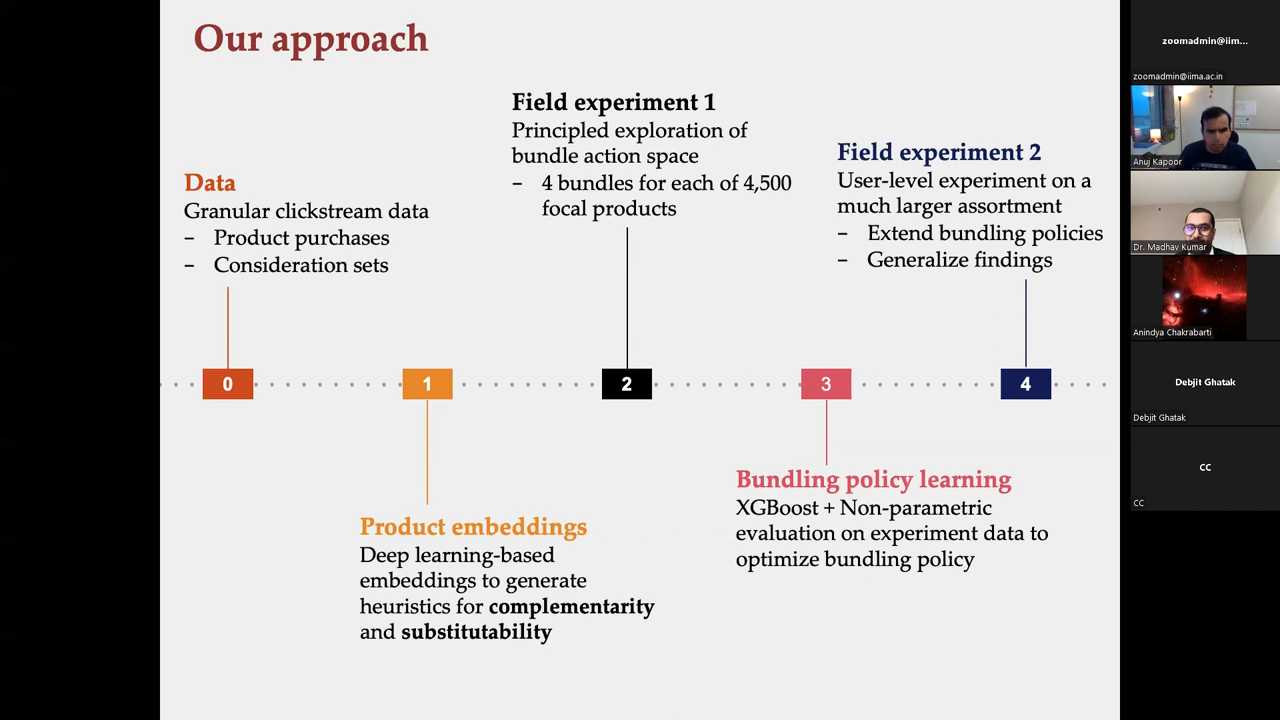 Our approach
Data
Granular clickstream data
– Product purchases
– Consideration sets
Field experiment 1
Principled exploration of
bundle action space
– 4 bundles for each of 4,500
focal products
Field experiment 2
User-level experiment on a
much larger assortment
– Extend bundling policies
– Generalize findings
0
1
2
3
4
Product embeddings
Deep learning-based
embeddings to generate
heuristics for complementarity
and substitutability
Bundling policy learning
XGBoost + Non-parametric
evaluation on experiment data to
optimize bundling policy
zoomadmin@iim...
zoomadmin@iima.ac.in
Anuj Kapoor
Dr. Madhav Kumar
Anindya Chakrabarti
Debjit Ghatak
Debjit Ghatak
CC
CC